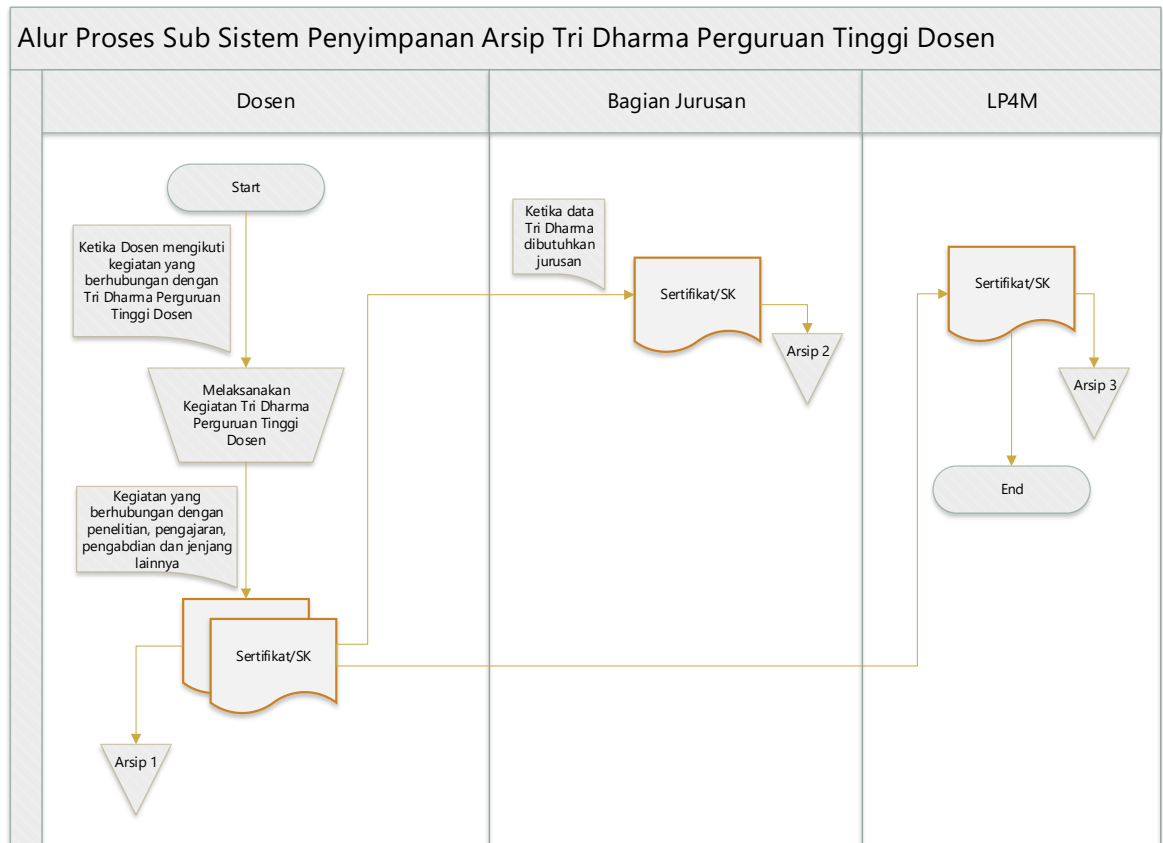 Alur Proses Sub Sistem Penyimpanan Arsip Tri Dharma Perguruan Tinggi Dosen
Dosen
Bagian Jurusan
LP4M
Start
Ketika Dosen mengikuti
kegiatan yang
berhubungan dengan
Tri Dharma Perguruan
Tinggi Dosen
Melaksanakan
Kegiatan Tri Dharma
Perguruan Tinggi
Dosen
Kegiatan yang
berhubungan dengan
penelitian, pengajaran,
pengabdian dan jenjang
lainnya
Sertifikat/SK
Arsip 1
Ketika data
Tri Dharma
dibutuhkan
jurusan
Sertifikat/SK
Arsip 2
Sertifikat/SK
Arsip 3
End